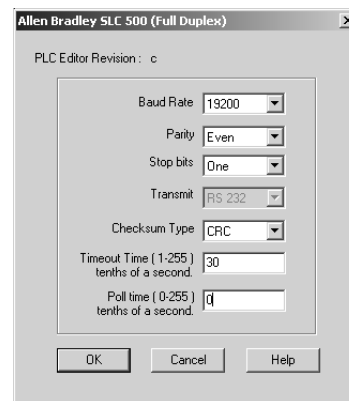 Allen Bradley SLC 500 (Full Duplex)
PLC Editor Revision : c
Baud Rate 19200
Parity Even
Stop bits One
Transmit RS 232
Checksum Type CRC
Timeout Time ( 1-255 ) 30
tenths of a second.
Poll time ( 0-255 ) 0
tenths of a second.
OK Cancel Help